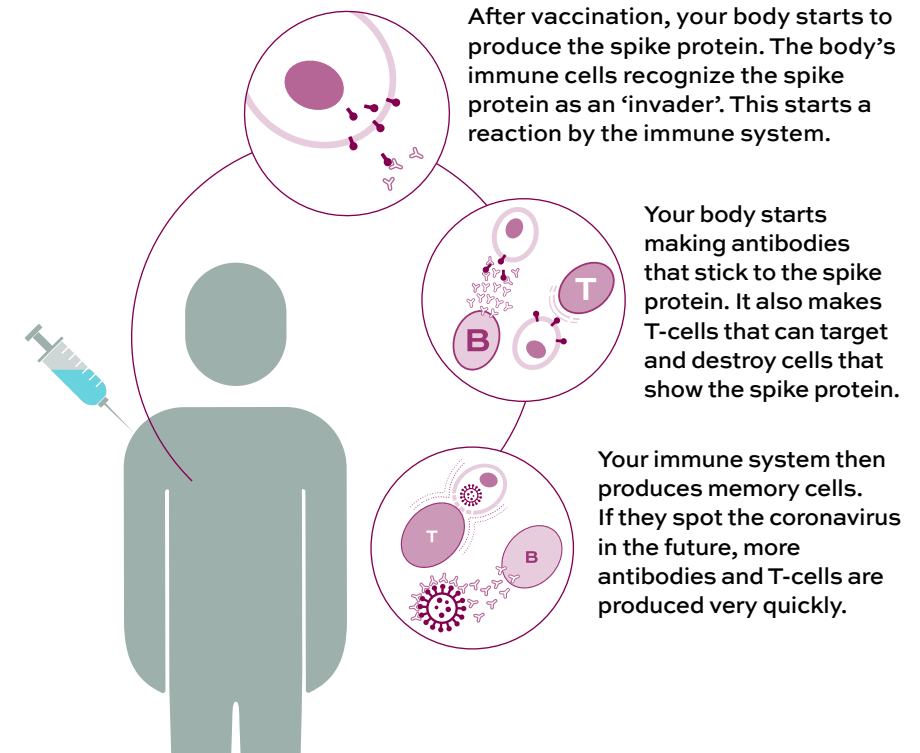 After vaccination, your body starts to
produce the spike protein. The body’s
immune cells recognize the spike
protein as an ‘invader’. This starts a
reaction by the immune system.
Your body starts
making antibodies
that stick to the spike
protein. It also makes
T-cells that can target
and destroy cells that
show the spike protein.
T
B
Your immune system then
produces memory cells.
If they spot the coronavirus
in the future, more
antibodies and T-cells are
produced very quickly.
T
B